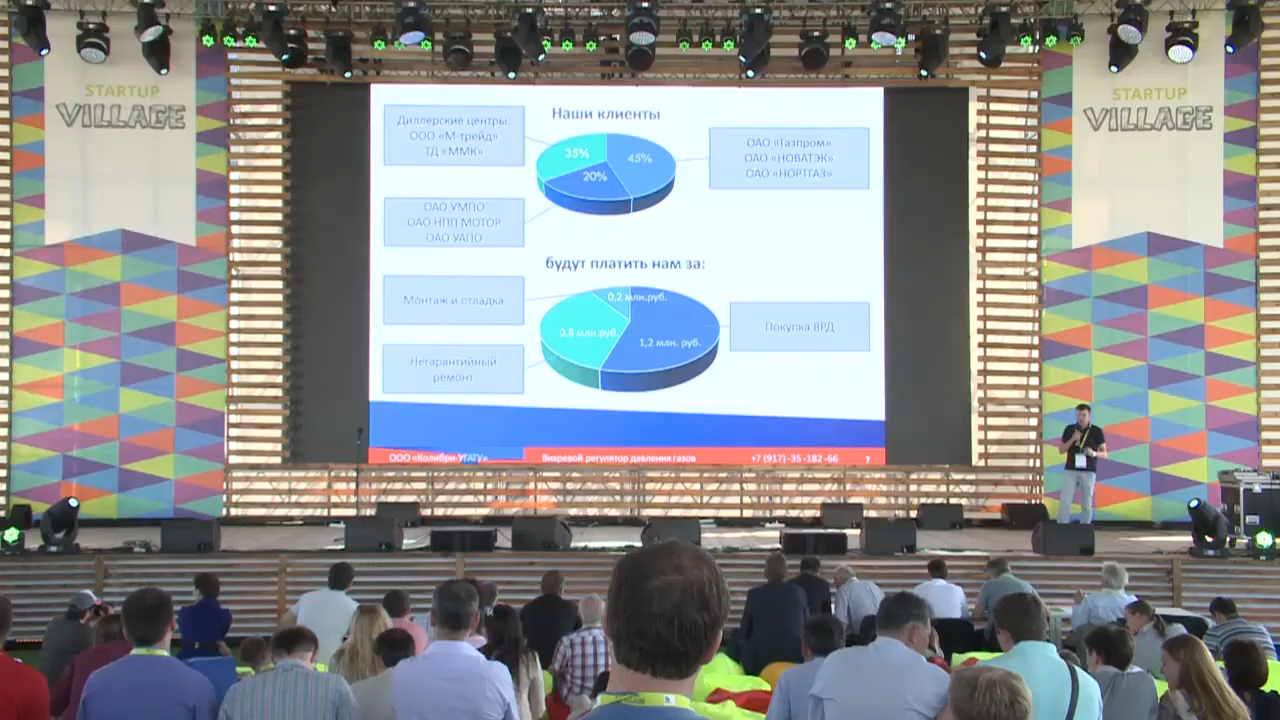 STARTUP
VILLAGE
STARTUP
VILLAGE
Наши клиенты
Диллерские центры:
ООО «М-трейд»
ТД «ММК»
35%
45%
20%
ОАО «Газпром»
ОАО «НОВАТЭК»
ОАО «НОРТГАЗ»
ОАО УМПО
ОАО НПП МОТОР
ОАО УАПО
будут платить нам за:
Монтаж и отладка
0,2 млн.руб.
0,8 млн.руб.
1,2 млн. руб.
Покупка ВРД
Негарантийный
ремонт
ООО «Колибри-УГАТУ»
Вихревой регулятор давления газов
+7 (917) -35-182-66
7